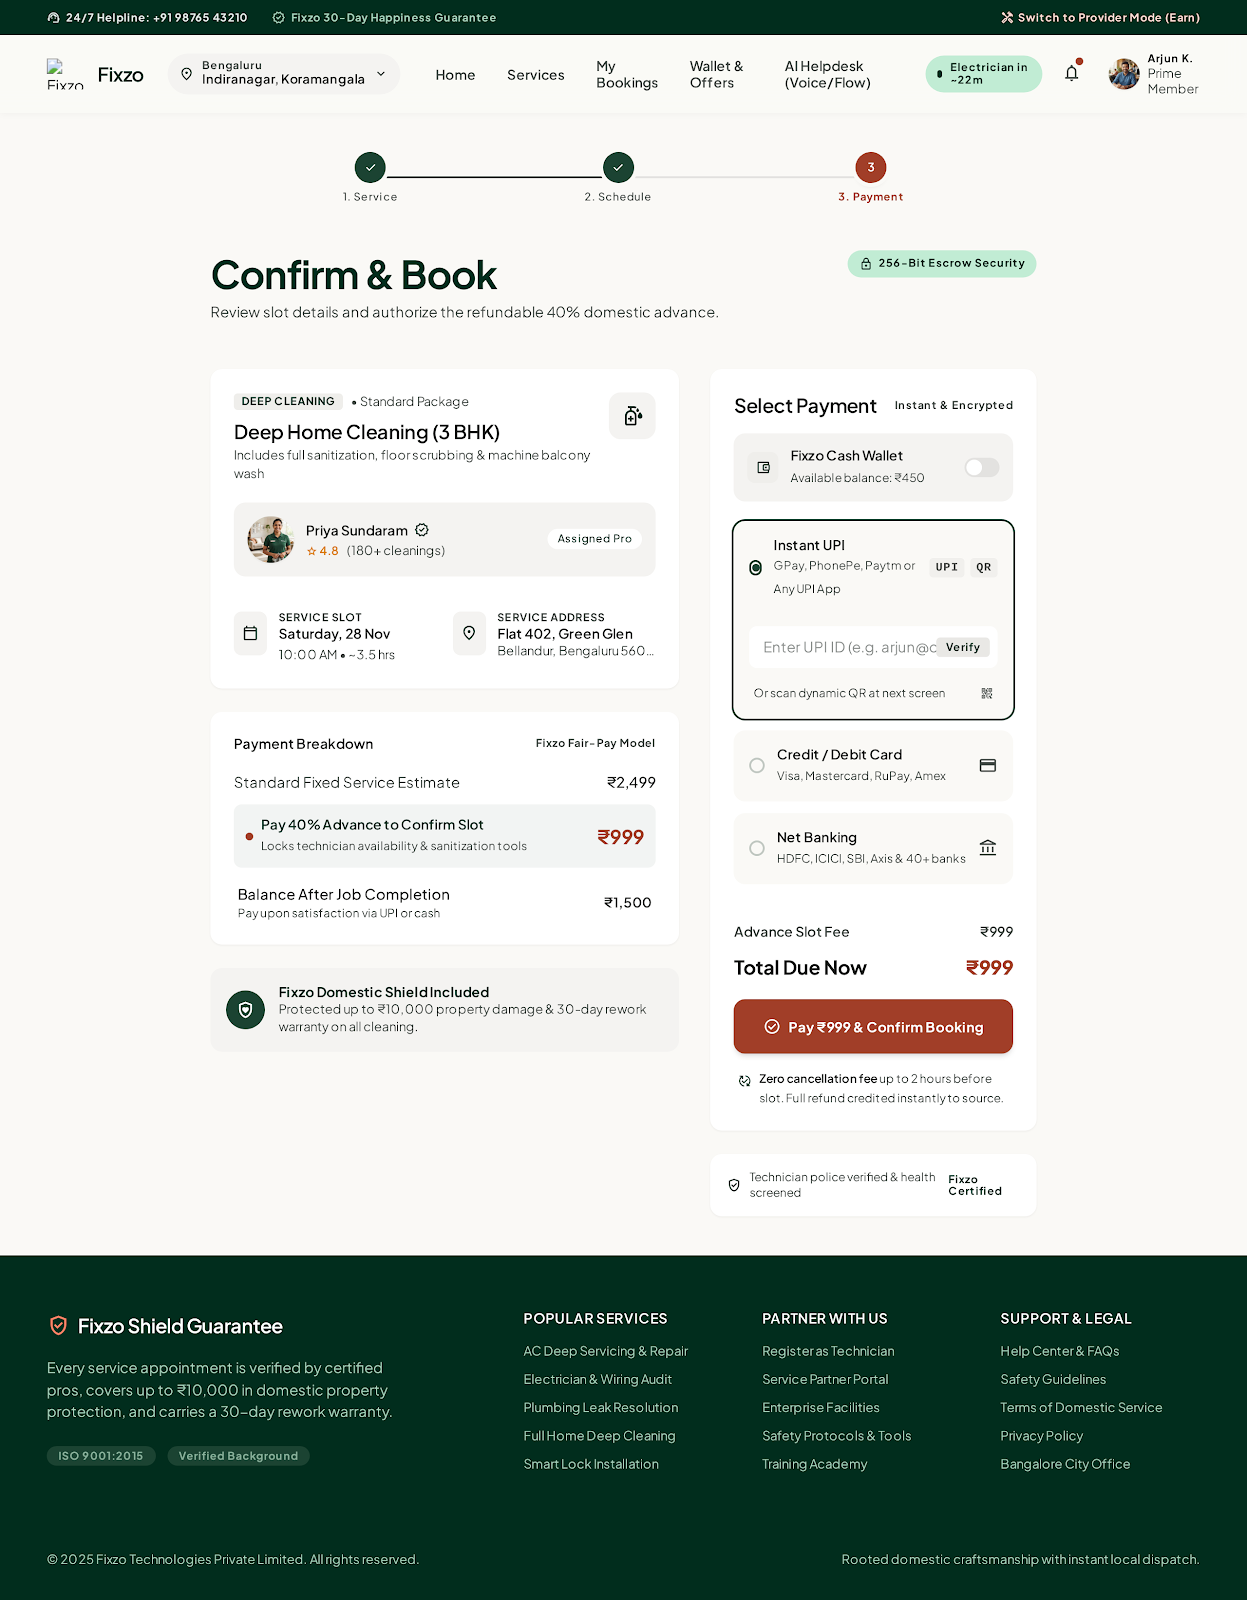 24/7 Helpline: +91 98765 43210
Fixzo 30-Day Happiness Guarantee
Switch to Provider Mode (Earn)
Fixzo
Fixzo
Bengaluru
Indiranagar, Koramangala
Home
Services
My
Bookings
Wallet &
Offers
AI Helpdesk
(Voice/Flow)
Electrician in
~22m
Arjun K.
Prime
Member
3
1. Service
2. Schedule
3. Payment
Confirm & Book
256-Bit Escrow Security
Review slot details and authorize the refundable 40% domestic advance.
DEEP CLEANING
• Standard Package
Deep Home Cleaning (3 BHK)
Includes full sanitization, floor scrubbing & machine balcony
wash
Priya Sundaram
4.8 (180+ cleanings)
Assigned Pro
SERVICE SLOT
Saturday, 28 Nov
10:00 AM • ~3.5 hrs
SERVICE ADDRESS
Flat 402, Green Glen
Bellandur, Bengaluru 560...
Payment Breakdown
Fixzo Fair-Pay Model
Standard Fixed Service Estimate
₹2,499
Pay 40% Advance to Confirm Slot
Locks technician availability & sanitization tools
₹999
Balance After Job Completion
Pay upon satisfaction via UPI or cash
₹1,500
Fixzo Domestic Shield Included
Protected up to ₹10,000 property damage & 30-day rework
warranty on all cleaning.
Select Payment
Instant & Encrypted
Fixzo Cash Wallet
Available balance: ₹450
Instant UPI
GPay, PhonePe, Paytm or
Any UPI App
UPI
QR
Enter UPI ID (e.g. arjun@o
Verify
Or scan dynamic QR at next screen
Credit / Debit Card
Visa, Mastercard, RuPay, Amex
Net Banking
HDFC, ICICI, SBI, Axis & 40+ banks
Advance Slot Fee
₹999
Total Due Now
₹999
Pay ₹999 & Confirm Booking
Zero cancellation fee up to 2 hours before
slot. Full refund credited instantly to source.
Technician police verified & health
screened
Fixzo
Certified
Fixzo Shield Guarantee
Every service appointment is verified by certified
pros, covers up to ₹10,000 in domestic property
protection, and carries a 30-day rework warranty.
ISO 9001:2015
Verified Background
POPULAR SERVICES
AC Deep Servicing & Repair
Electrician & Wiring Audit
Plumbing Leak Resolution
Full Home Deep Cleaning
Smart Lock Installation
PARTNER WITH US
Register as Technician
Service Partner Portal
Enterprise Facilities
Safety Protocols & Tools
Training Academy
SUPPORT & LEGAL
Help Center & FAQs
Safety Guidelines
Terms of Domestic Service
Privacy Policy
Bangalore City Office
© 2025 Fixzo Technologies Private Limited. All rights reserved.
Rooted domestic craftsmanship with instant local dispatch.